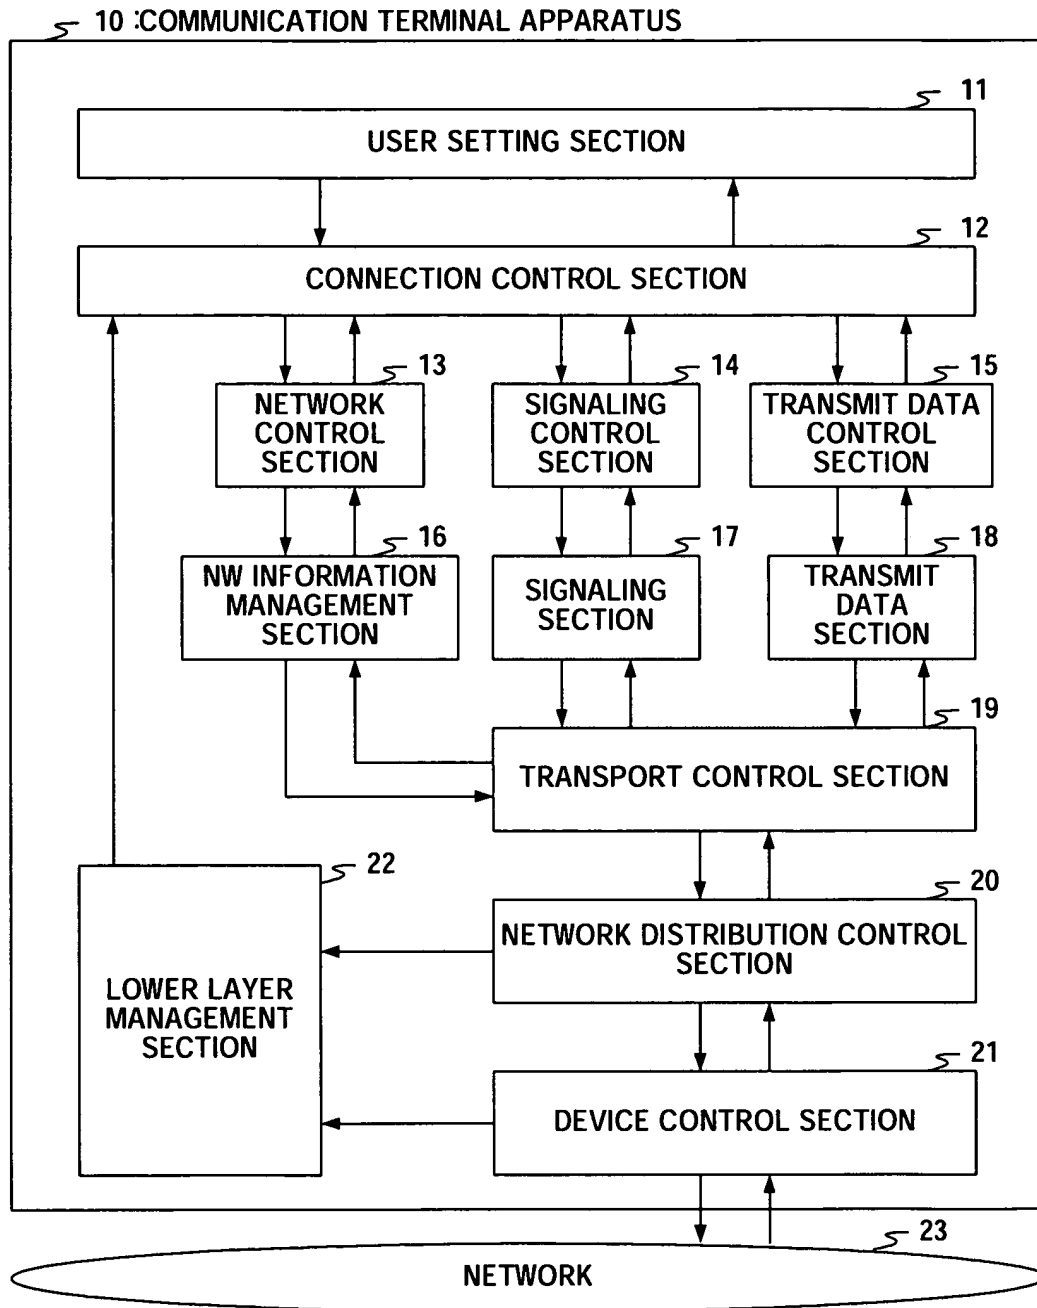 10 :COMMUNICATION TERMINAL APPARATUS
11
USER SETTING SECTION
12
CONNECTION CONTROL SECTION
13
NETWORK
CONTROL
SECTION
14
SIGNALING
CONTROL
SECTION
15
TRANSMIT DATA
CONTROL
SECTION
16
NW INFORMATION
MANAGEMENT
SECTION
17
SIGNALING
SECTION
18
TRANSMIT
DATA
SECTION
19
TRANSPORT CONTROL SECTION
22
LOWER LAYER
MANAGEMENT
SECTION
20
NETWORK DISTRIBUTION CONTROL
SECTION
21
DEVICE CONTROL SECTION
23
NETWORK